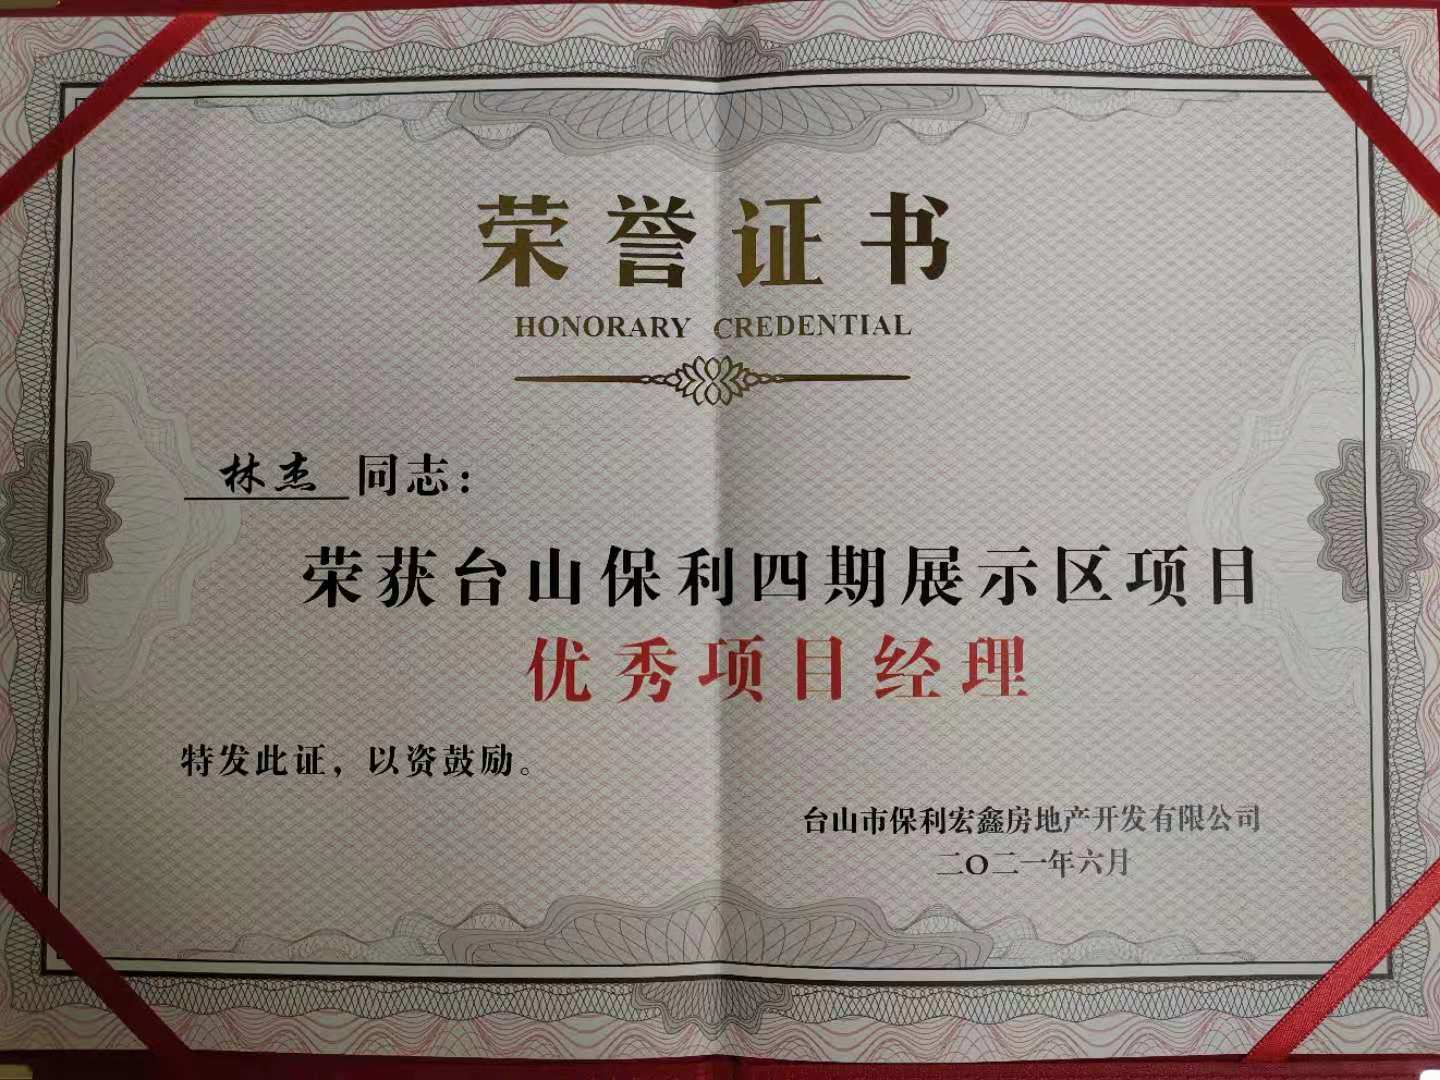 荣誉证书
HONORARY CREDENTIAL
林杰 同志：
荣获台山保利四期展示区项目
优秀项目经理
特发此证，以资鼓励。
台山市保利宏鑫房地产开发有限公司
二〇二一年六月